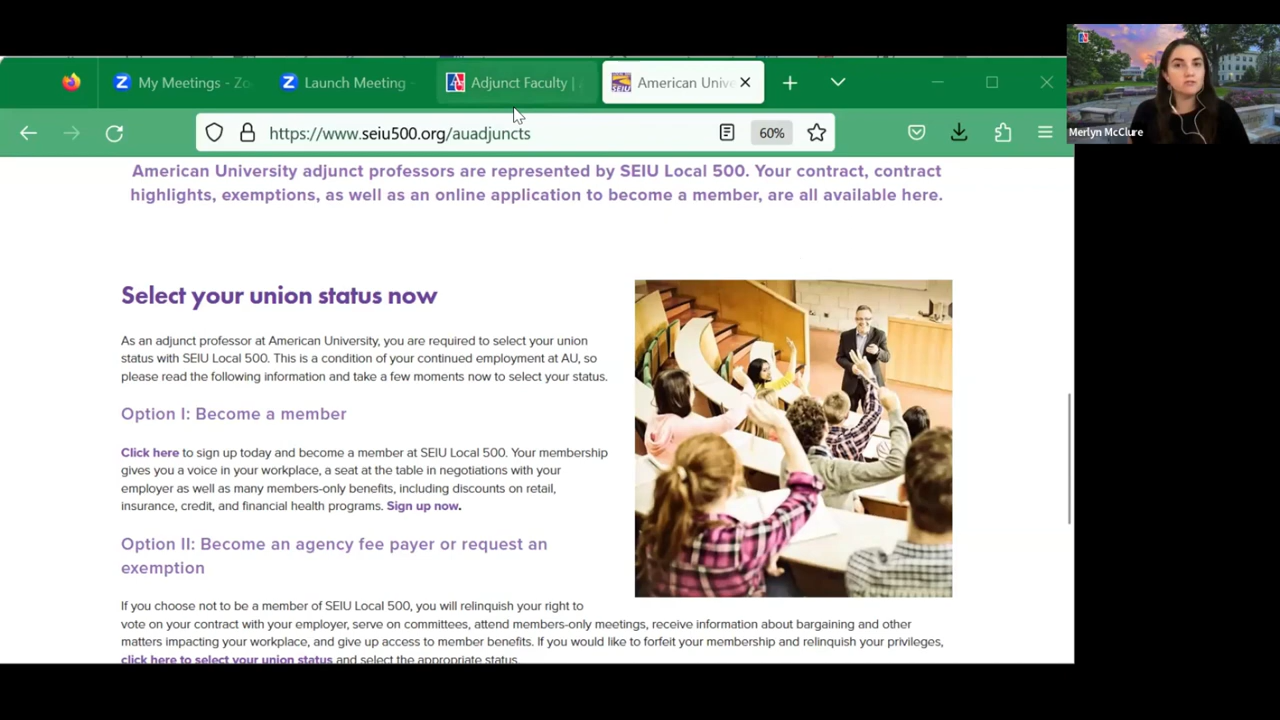 My Meetings - Zo
Launch Meeting -
Adjunct Faculty |
American Unive
https://www.seiu500.org/auadjuncts
60%
Merlyn McClure
American University adjunct professors are represented by SEIU Local 500. Your contract, contract
highlights, exemptions, as well as an online application to become a member, are all available here.
Select your union status now
As an adjunct professor at American University, you are required to select your union
status with SEIU Local 500. This is a condition of your continued employment at AU, so
please read the following information and take a few moments now to select your status.
Option I: Become a member
Click here to sign up today and become a member at SEIU Local 500. Your membership
gives you a voice in your workplace, a seat at the table in negotiations with your
employer as well as many members-only benefits, including discounts on retail,
insurance, credit, and financial health programs. Sign up now.
Option II: Become an agency fee payer or request an
exemption
If you choose not to be a member of SEIU Local 500, you will relinquish your right to
vote on your contract with your employer, serve on committees, attend members-only meetings, receive information about bargaining and other
matters impacting your workplace, and give up access to member benefits. If you would like to forfeit your membership and relinquish your privileges,
click here to select your union status and select the appropriate status.